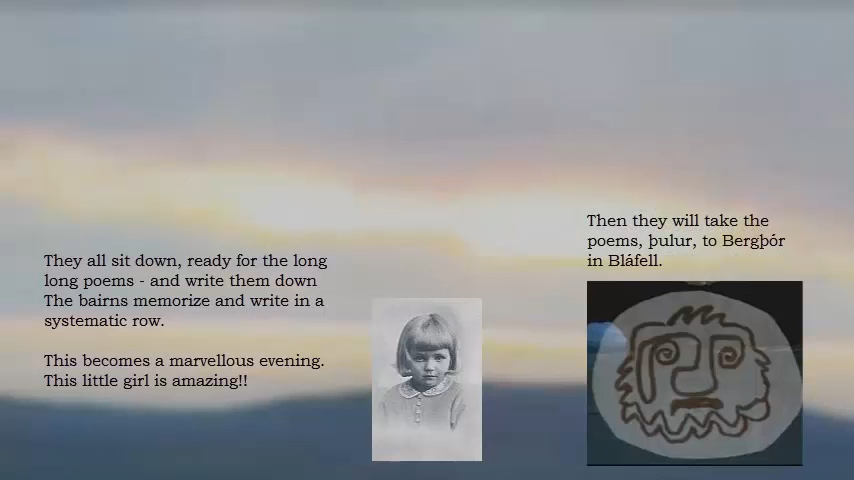 They all sit down, ready for the long
long poems - and write them down
The bairns memorize and write in a
systematic row.
This becomes a marvellous evening.
This little girl is amazing!!
Then they will take the
poems, þulur, to Bergþór
in Bláfell.